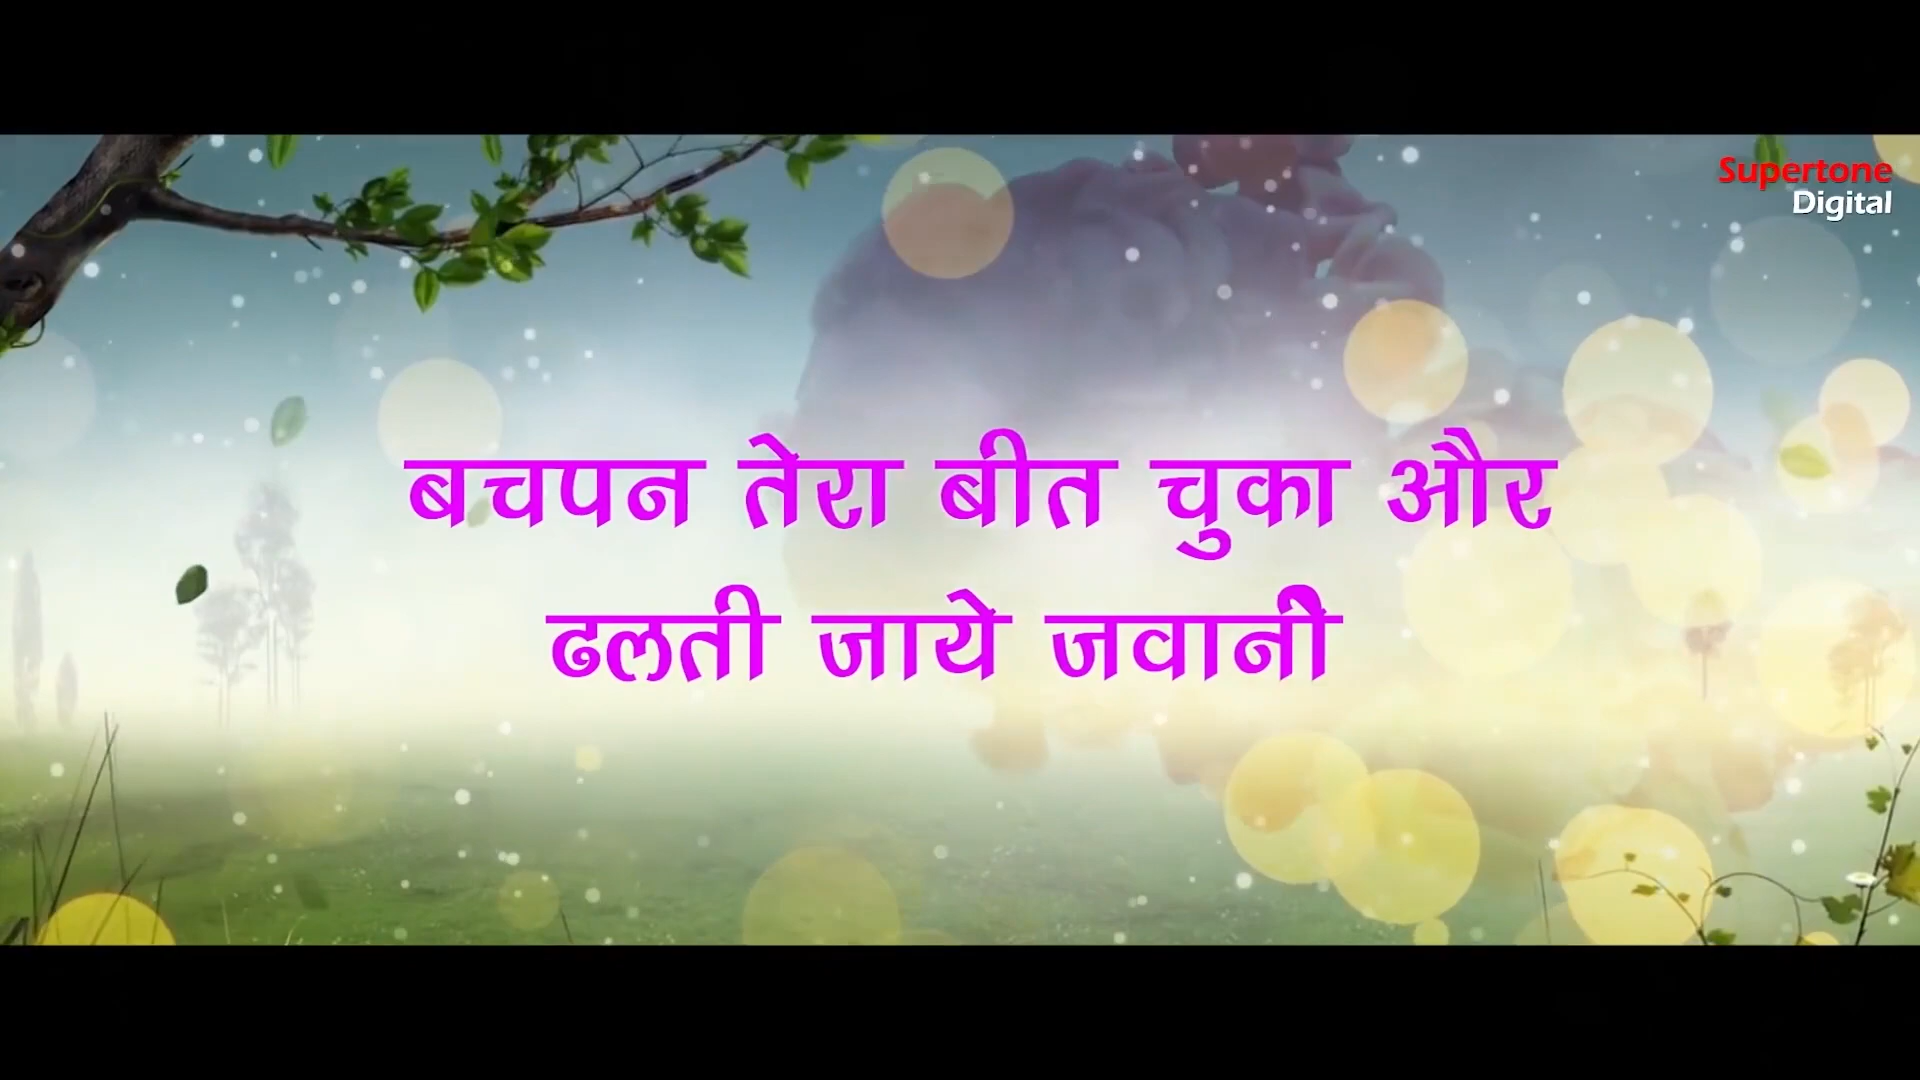 Supertone
Digital
बचपन तेरा बीत चुका और
ढलती जाये जवानी